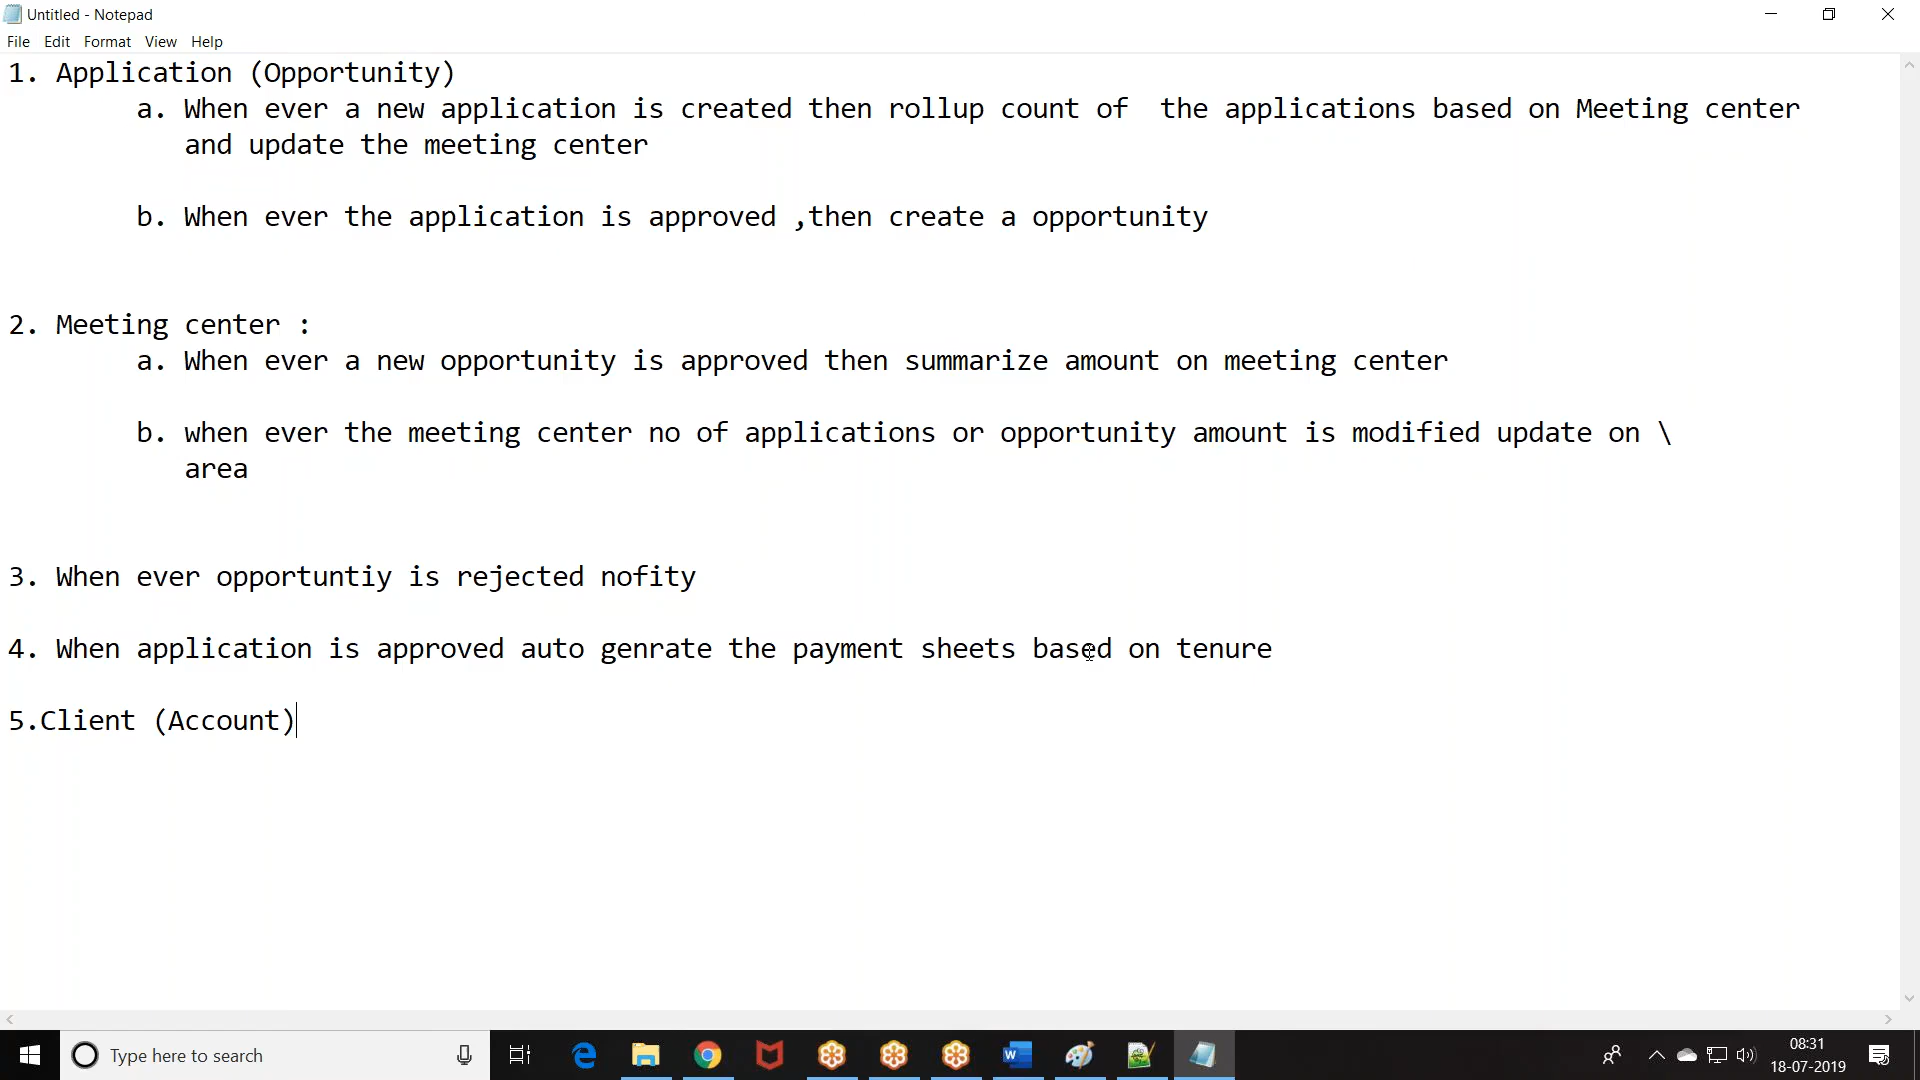 Untitled - Notepad
File Edit Format View Help
1. Application (Opportunity)
a. When ever a new application is created then rollup count of  the applications based on Meeting center
and update the meeting center
b. When ever the application is approved ,then create a opportunity
2. Meeting center :
a. When ever a new opportunity is approved then summarize amount on meeting center
b. when ever the meeting center no of applications or opportunity amount is modified update on \
area
3. When ever opportuntiy is rejected nofity
4. When application is approved auto genrate the payment sheets based on tenure
5.Client (Account)
Type here to search
08:31
18-07-2019